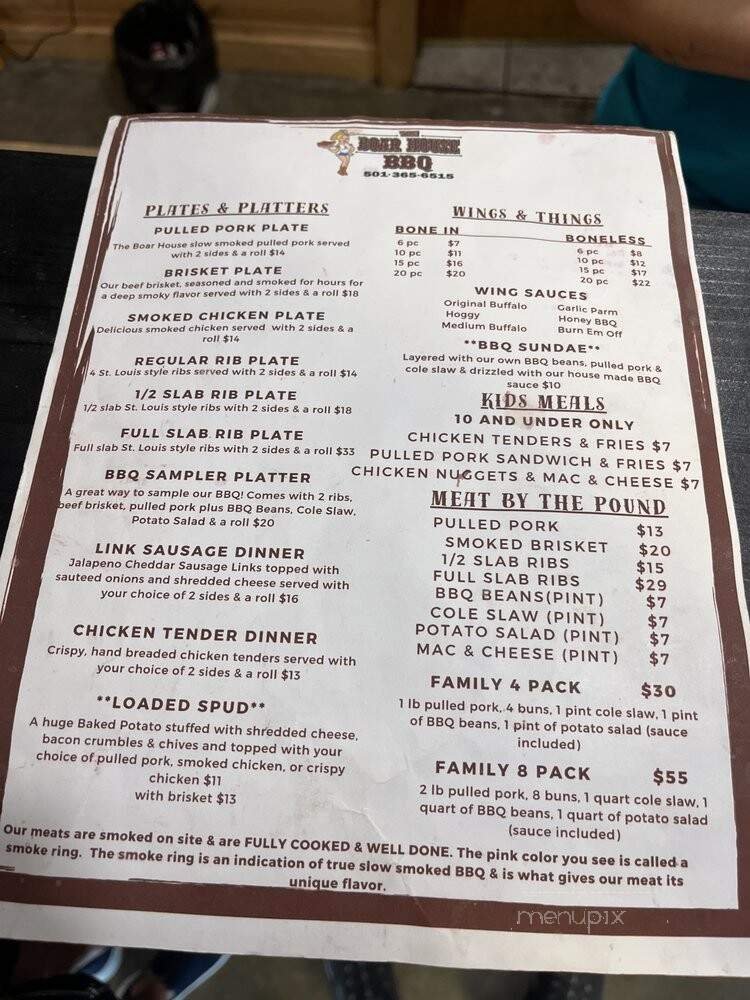 THE
BOAR HOUSE
BBQ
501-365-6515
PLATES & PLATTERS
PULLED PORK PLATE
The Boar House slow smoked pulled pork served
with 2 sides & a roll $14
BRISKET PLATE
Our beef brisket, seasoned and smoked for hours for
a deep smoky flavor served with 2 sides & a roll $18
SMOKED CHICKEN PLATE
Delicious smoked chicken served with 2 sides & a
roll $14
REGULAR RIB PLATE
4 St. Louis style ribs served with 2 sides & a roll $14
1/2 SLAB RIB PLATE
1/2 slab St. Louis style ribs with 2 sides & a roll $18
FULL SLAB RIB PLATE
Full slab St. Louis style ribs with 2 sides & a roll $33
BBQ SAMPLER PLATTER
A great way to sample our BBQ! Comes with 2 ribs,
beef brisket, pulled pork plus BBQ Beans, Cole Slaw,
Potato Salad & a roll $20
LINK SAUSAGE DINNER
Jalapeno Cheddar Sausage Links topped with
sauteed onions and shredded cheese served with
your choice of 2 sides & a roll $16
CHICKEN TENDER DINNER
Crispy, hand breaded chicken tenders served with
your choice of 2 sides & a roll $13
**LOADED SPUD**
A huge Baked Potato stuffed with shredded cheese,
bacon crumbles & chives and topped with your
choice of pulled pork, smoked chicken, or crispy
chicken $11
with brisket $13
WINGS & THINGS
BONE IN
6 pc $7
10 pc $11
15 pc $16
20 pc $20
BONELESS
6 pc $8
10 pc $12
15 pc $17
20 pc $22
WING SAUCES
Original Buffalo Garlic Parm
Hoggy Honey BBQ
Medium Buffalo Burn Em Off
**BBQ SUNDAE**
Layered with our own BBQ beans, pulled pork &
cole slaw & drizzled with our house made BBQ
sauce $10
KIDS MEALS
10 AND UNDER ONLY
CHICKEN TENDERS & FRIES $7
PULLED PORK SANDWICH & FRIES $7
CHICKEN NUGGETS & MAC & CHEESE $7
MEAT BY THE POUND
PULLED PORK $13
SMOKED BRISKET $20
1/2 SLAB RIBS $15
FULL SLAB RIBS $29
BBQ BEANS(PINT) $7
COLE SLAW (PINT) $7
POTATO SALAD (PINT) $7
MAC & CHEESE (PINT) $7
FAMILY 4 PACK $30
1 lb pulled pork, 4 buns, 1 pint cole slaw, 1 pint
of BBQ beans, 1 pint of potato salad (sauce
included)
FAMILY 8 PACK $55
2 lb pulled pork, 8 buns, 1 quart cole slaw, 1
quart of BBQ beans, 1 quart of potato salad
(sauce included)
Our meats are smoked on site & are FULLY COOKED & WELL DONE. The pink color you see is called a
smoke ring. The smoke ring is an indication of true slow smoked BBQ & is what gives our meat its
unique flavor.
menupix